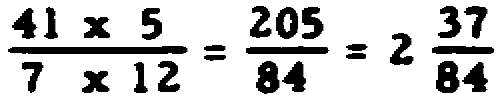 41 x 5 / 7 x 12 = 205 / 84 = 2 37 / 84